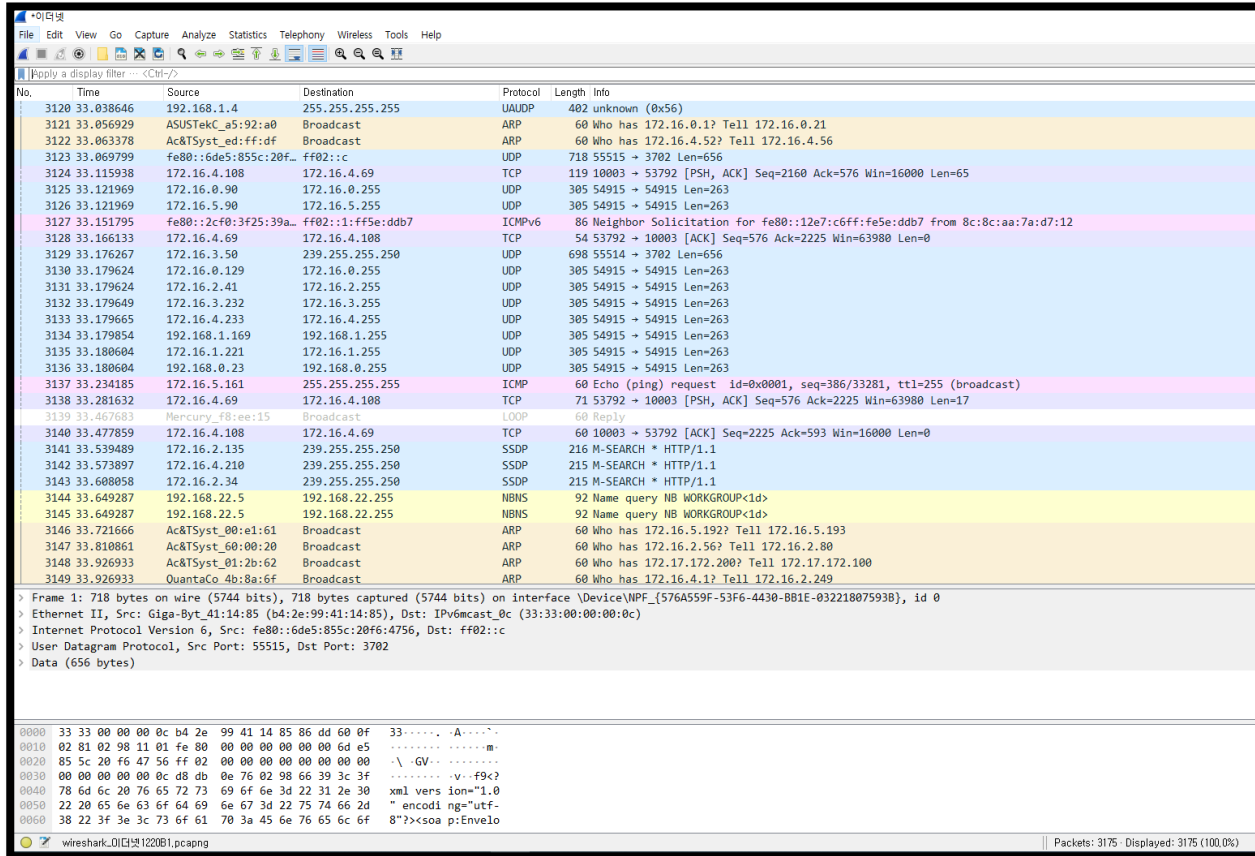 *이더넷
File Edit View Go Capture Analyze Statistics Telephony Wireless Tools Help
Apply a display filter ··· <Ctrl-/>
No. Time Source Destination Protocol Length Info
3120 33.038646 192.168.1.4 255.255.255.255 UAUDP 402 unknown (0x56)
3121 33.056929 ASUSTekC_a5:92:a0 Broadcast ARP 60 Who has 172.16.0.1? Tell 172.16.0.21
3122 33.063378 Ac&TSyst_ed:ff:df Broadcast ARP 60 Who has 172.16.4.52? Tell 172.16.4.56
3123 33.069799 fe80::6de5:855c:20f… ff02::c UDP 718 55515 → 3702 Len=656
3124 33.115938 172.16.4.108 172.16.4.69 TCP 119 10003 → 53792 [PSH, ACK] Seq=2160 Ack=576 Win=16000 Len=65
3125 33.121969 172.16.0.90 172.16.0.255 UDP 305 54915 → 54915 Len=263
3126 33.121969 172.16.5.90 172.16.5.255 UDP 305 54915 → 54915 Len=263
3127 33.151795 fe80::2cf0:3f25:39a… ff02::1:ff5e:ddb7 ICMPv6 86 Neighbor Solicitation for fe80::12e7:c6ff:fe5e:ddb7 from 8c:8c:aa:7a:d7:12
3128 33.166133 172.16.4.69 172.16.4.108 TCP 54 53792 → 10003 [ACK] Seq=576 Ack=2225 Win=63980 Len=0
3129 33.176267 172.16.3.50 239.255.255.250 UDP 698 55514 → 3702 Len=656
3130 33.179624 172.16.0.129 172.16.0.255 UDP 305 54915 → 54915 Len=263
3131 33.179624 172.16.2.41 172.16.2.255 UDP 305 54915 → 54915 Len=263
3132 33.179649 172.16.3.232 172.16.3.255 UDP 305 54915 → 54915 Len=263
3133 33.179665 172.16.4.233 172.16.4.255 UDP 305 54915 → 54915 Len=263
3134 33.179854 192.168.1.169 192.168.1.255 UDP 305 54915 → 54915 Len=263
3135 33.180604 172.16.1.221 172.16.1.255 UDP 305 54915 → 54915 Len=263
3136 33.180604 192.168.0.23 192.168.0.255 UDP 305 54915 → 54915 Len=263
3137 33.234185 172.16.5.161 255.255.255.255 ICMP 60 Echo (ping) request id=0x0001, seq=386/33281, ttl=255 (broadcast)
3138 33.281632 172.16.4.69 172.16.4.108 TCP 71 53792 → 10003 [PSH, ACK] Seq=576 Ack=2225 Win=63980 Len=17
3139 33.467683 Mercury_f8:ee:15 Broadcast LOOP 60 Reply
3140 33.477859 172.16.4.108 172.16.4.69 TCP 60 10003 → 53792 [ACK] Seq=2225 Ack=593 Win=16000 Len=0
3141 33.539489 172.16.2.135 239.255.255.250 SSDP 216 M-SEARCH * HTTP/1.1
3142 33.573897 172.16.4.210 239.255.255.250 SSDP 215 M-SEARCH * HTTP/1.1
3143 33.608058 172.16.2.34 239.255.255.250 SSDP 215 M-SEARCH * HTTP/1.1
3144 33.649287 192.168.22.5 192.168.22.255 NBNS 92 Name query NB WORKGROUP<1d>
3145 33.649287 192.168.22.5 192.168.22.255 NBNS 92 Name query NB WORKGROUP<1d>
3146 33.721666 Ac&TSyst_00:e1:61 Broadcast ARP 60 Who has 172.16.5.192? Tell 172.16.5.193
3147 33.810861 Ac&TSyst_60:00:20 Broadcast ARP 60 Who has 172.16.2.56? Tell 172.16.2.80
3148 33.926933 Ac&TSyst_01:2b:62 Broadcast ARP 60 Who has 172.17.172.200? Tell 172.17.172.100
3149 33.926933 QuantaCo_4b:8a:6f Broadcast ARP 60 Who has 172.16.4.1? Tell 172.16.2.249
> Frame 1: 718 bytes on wire (5744 bits), 718 bytes captured (5744 bits) on interface \Device\NPF_{576A559F-53F6-4430-BB1E-03221807593B}, id 0
> Ethernet II, Src: Giga-Byt_41:14:85 (b4:2e:99:41:14:85), Dst: IPv6mcast_0c (33:33:00:00:00:0c)
> Internet Protocol Version 6, Src: fe80::6de5:855c:20f6:4756, Dst: ff02::c
> User Datagram Protocol, Src Port: 55515, Dst Port: 3702
> Data (656 bytes)
0000 33 33 00 00 00 0c b4 2e 99 41 14 85 86 dd 60 0f 33·····. ·A····`·
0010 02 81 02 98 11 01 fe 80 00 00 00 00 00 00 6d e5 ········ ······m·
0020 85 5c 20 f6 47 56 ff 02 00 00 00 00 00 00 00 00 ·\ ·GV·· ········
0030 00 00 00 00 00 0c d8 db 0e 76 02 98 66 39 3c 3f ········ ·v··f9<?
0040 78 6d 6c 20 76 65 72 73 69 6f 6e 3d 22 31 2e 30 xml vers ion="1.0
0050 22 20 65 6e 63 6f 64 69 6e 67 3d 22 75 74 66 2d " encodi ng="utf-
0060 38 22 3f 3e 3c 73 6f 61 70 3a 45 6e 76 65 6c 6f 8"?><soa p:Envelo
wireshark_이더넷1220B1.pcapng Packets: 3175 · Displayed: 3175 (100.0%)